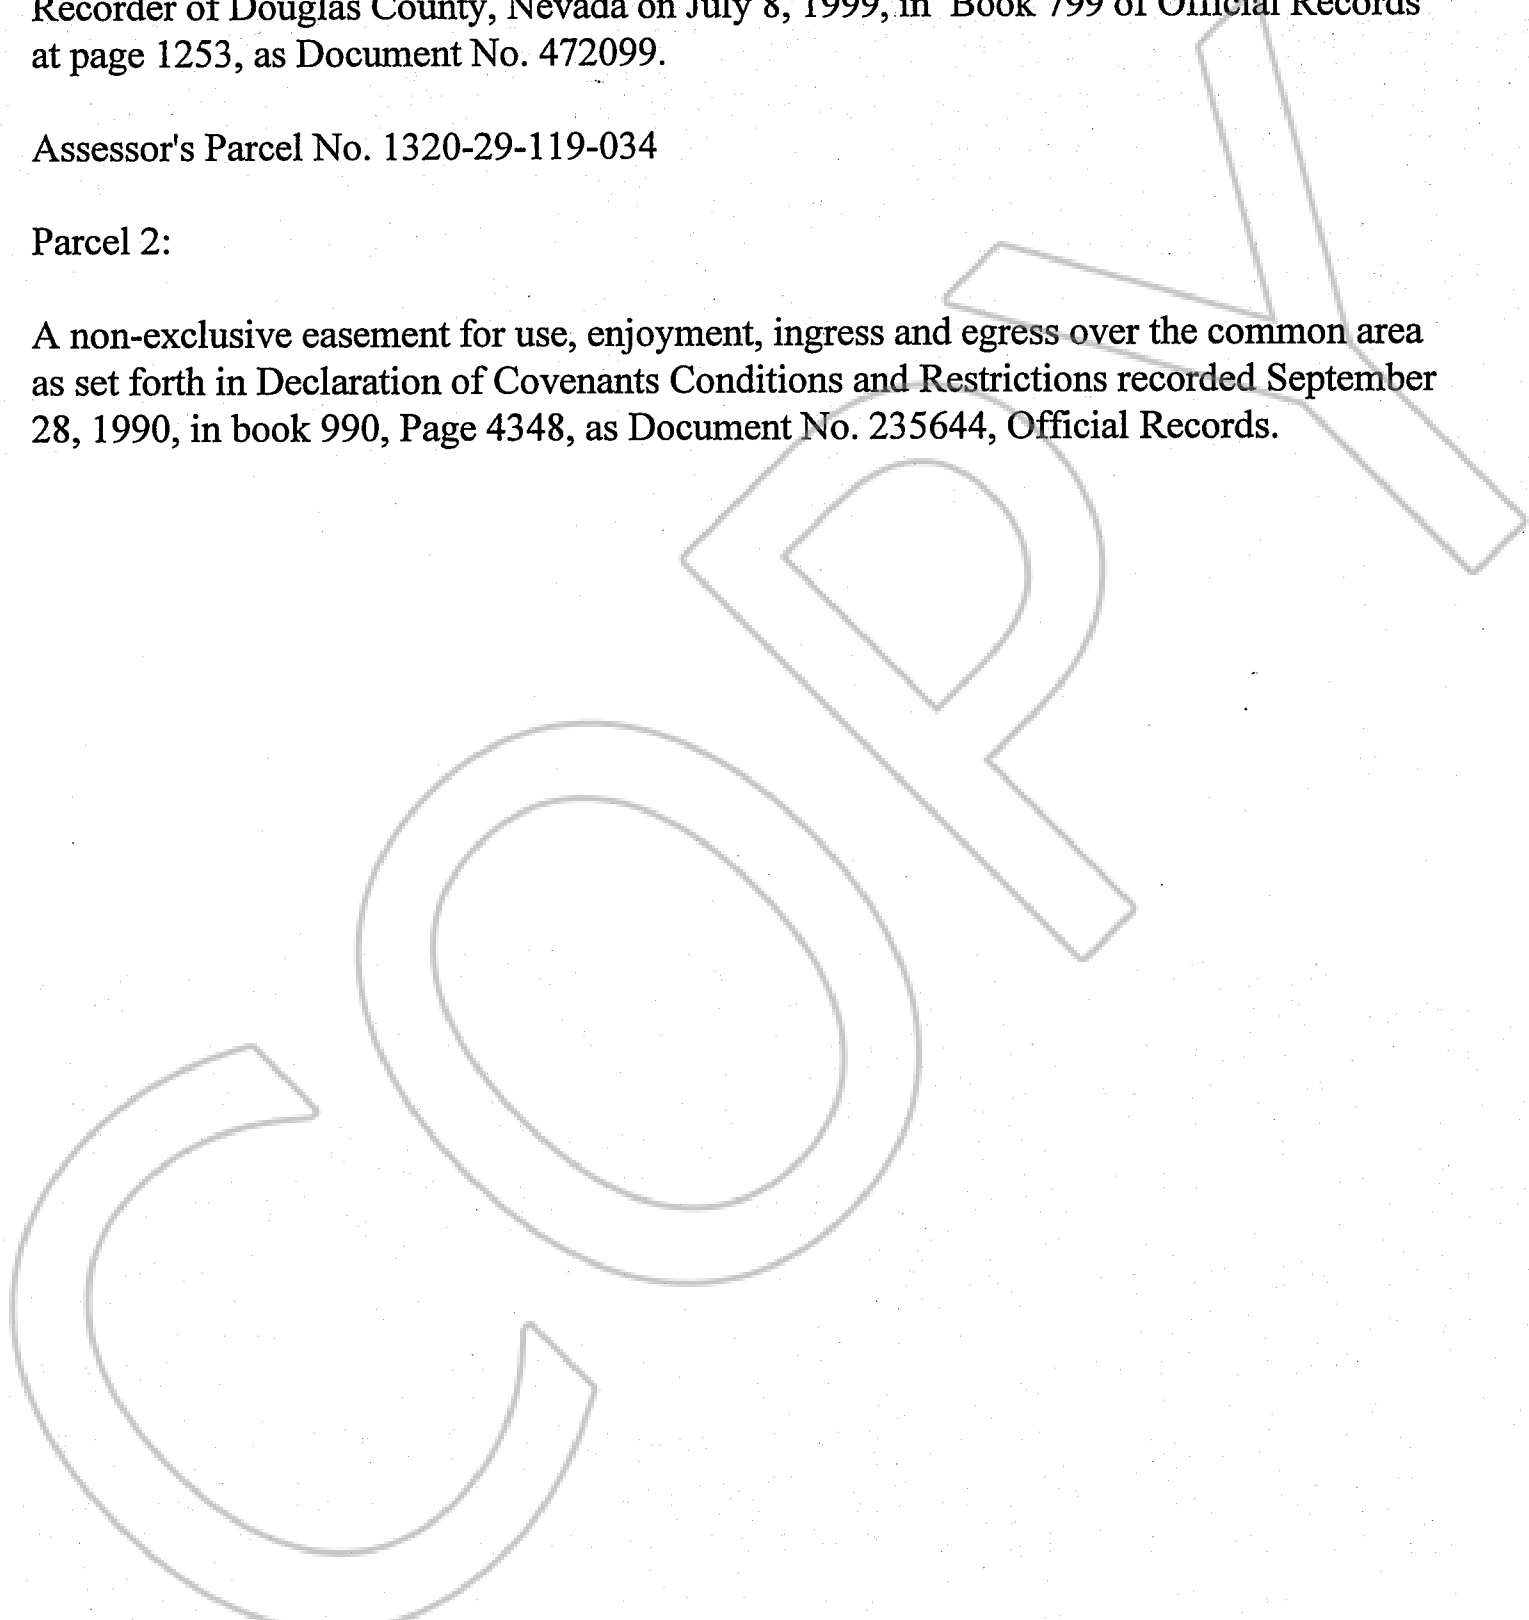 Recorder of Douglas County, Nevada on July 8, 1999, in Book 799 of Official Records
at page 1253, as Document No. 472099.
Assessor's Parcel No. 1320-29-119-034
Parcel 2:
A non-exclusive easement for use, enjoyment, ingress and egress over the common area
as set forth in Declaration of Covenants Conditions and Restrictions recorded September
28, 1990, in book 990, Page 4348, as Document No. 235644, Official Records.
COPY